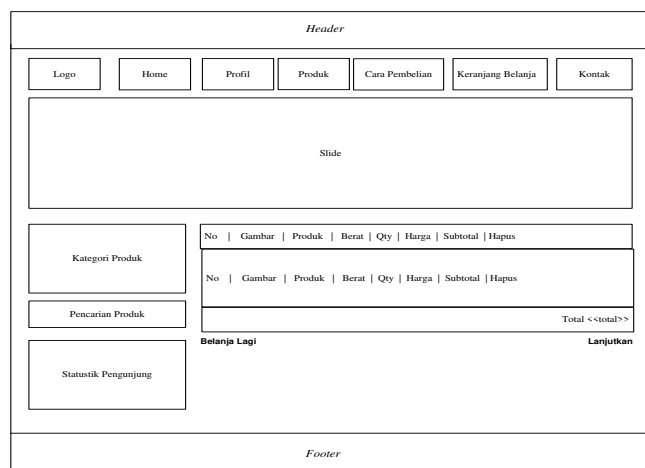 Header
Logo Home Profil Produk Cara Pembelian Keranjang Belanja Kontak
Slide
Kategori Produk
Pencarian Produk
Statustik Pengunjung
No | Gambar | Produk | Berat | Qty | Harga | Subtotal | Hapus
No | Gambar | Produk | Berat | Qty | Harga | Subtotal | Hapus
Total <<total>>
Belanja Lagi Lanjutkan
Footer